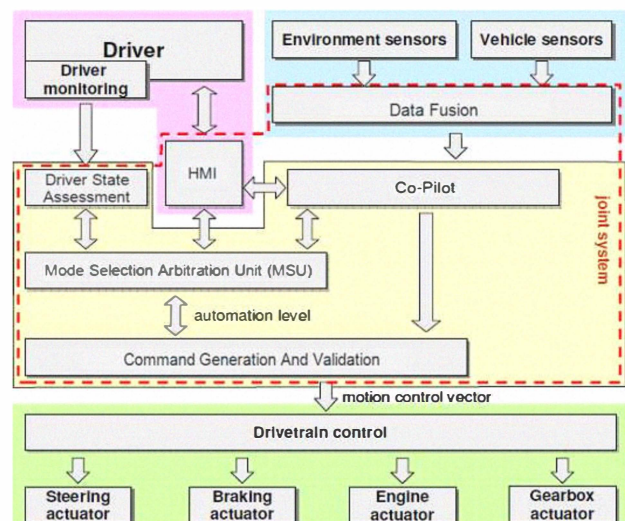 Driver
Driver
monitoring
Environment sensors
Vehicle sensors
Data Fusion
HMI
Driver State
Assessment
Co-Pilot
joint system
Mode Selection Arbitration Unit (MSU)
automation level
Command Generation And Validation
motion control vector
Drivetrain control
Steering
actuator
Braking
actuator
Engine
actuator
Gearbox
actuator